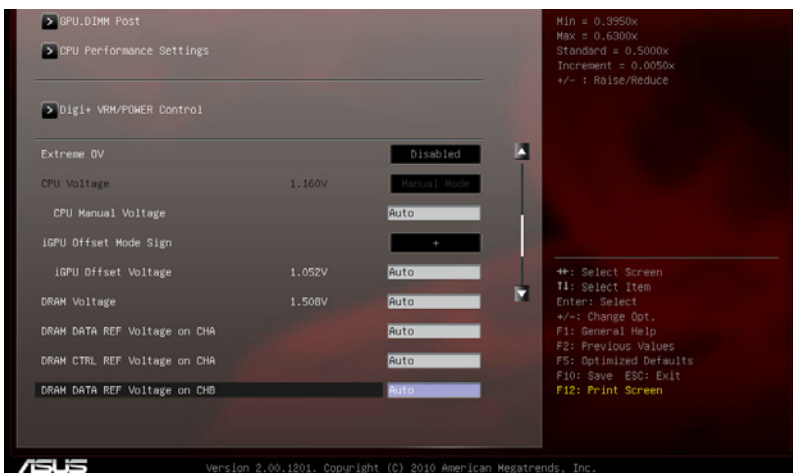 GPU.DIMM Post
CPU Performance Settings
Digi+ VRM/POWER Control
Extreme OV Disabled
CPU Voltage 1.160V Manual Mode
CPU Manual Voltage Auto
iGPU Offset Mode Sign +
iGPU Offset Voltage 1.052V Auto
DRAM Voltage 1.508V Auto
DRAM DATA REF Voltage on CHA Auto
DRAM CTRL REF Voltage on CHA Auto
DRAM DATA REF Voltage on CHB Auto
Min = 0.3950x
Max = 0.6300x
Standard = 0.5000x
Increment = 0.0050x
+/- : Raise/Reduce
→←: Select Screen
↑↓: Select Item
Enter: Select
+/-: Change Opt.
F1: General Help
F2: Previous Values
F5: Optimized Defaults
F10: Save ESC: Exit
F12: Print Screen
ASUS
Version 2.00.1201. Copyright (C) 2010 American Megatrends, Inc.